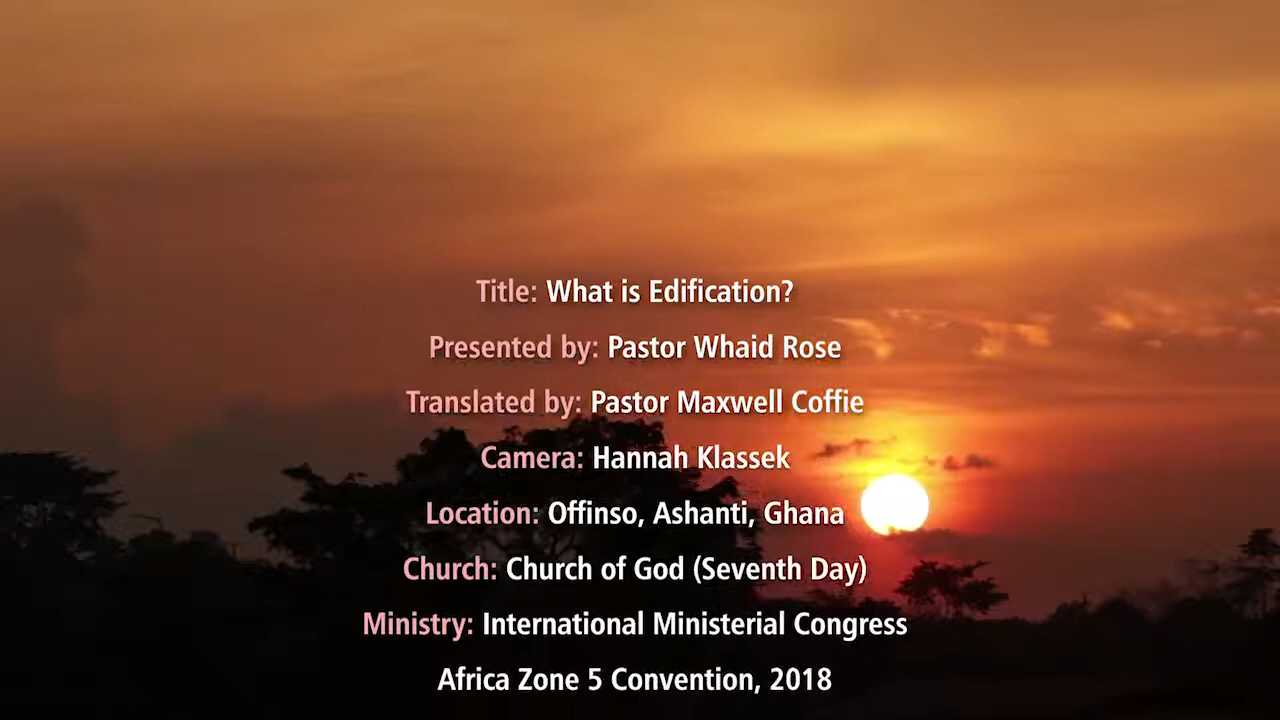 Title: What is Edification?
Presented by: Pastor Whaid Rose
Translated by: Pastor Maxwell Coffie
Camera: Hannah Klassek
Location: Offinso, Ashanti, Ghana
Church: Church of God (Seventh Day)
Ministry: International Ministerial Congress
Africa Zone 5 Convention, 2018